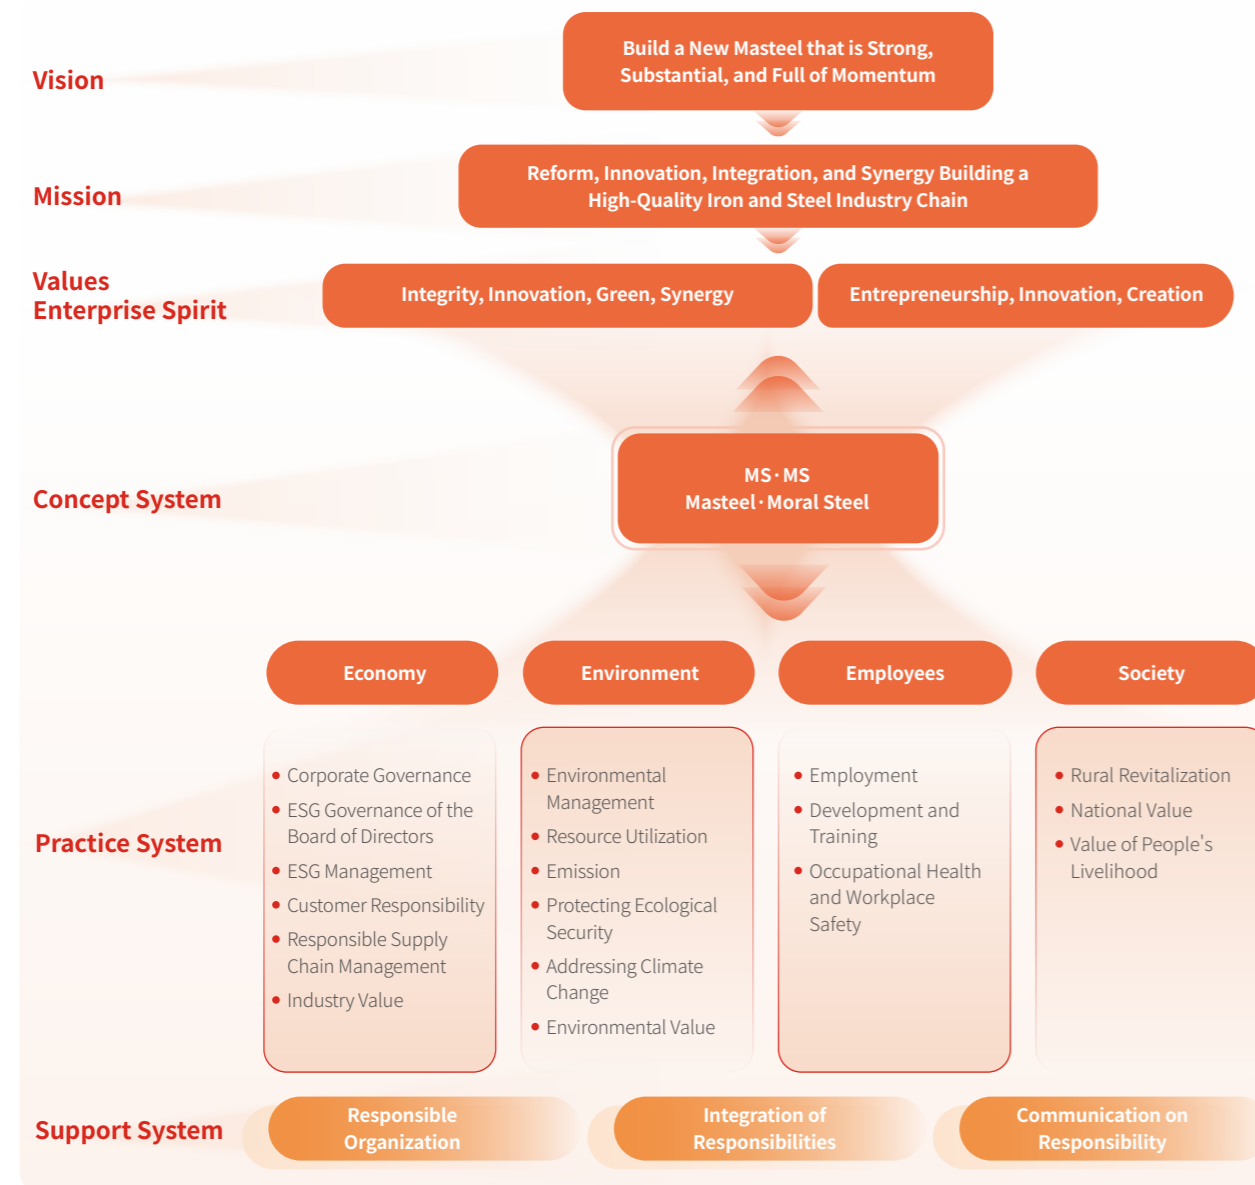 Vision
Build a New Masteel that is Strong,
Substantial, and Full of Momentum
Mission
Reform, Innovation, Integration, and Synergy Building a
High-Quality Iron and Steel Industry Chain
Values
Enterprise Spirit
Integrity, Innovation, Green, Synergy
Entrepreneurship, Innovation, Creation
Concept System
MS·MS
Masteel·Moral Steel
Practice System
Economy
• Corporate Governance
• ESG Governance of the
Board of Directors
• ESG Management
• Customer Responsibility
• Responsible Supply
Chain Management
• Industry Value
Environment
• Environmental
Management
• Resource Utilization
• Emission
• Protecting Ecological
Security
• Addressing Climate
Change
• Environmental Value
Employees
• Employment
• Development and
Training
• Occupational Health
and Workplace
Safety
Society
• Rural Revitalization
• National Value
• Value of People's
Livelihood
Support System
Responsible
Organization
Integration of
Responsibilities
Communication on
Responsibility